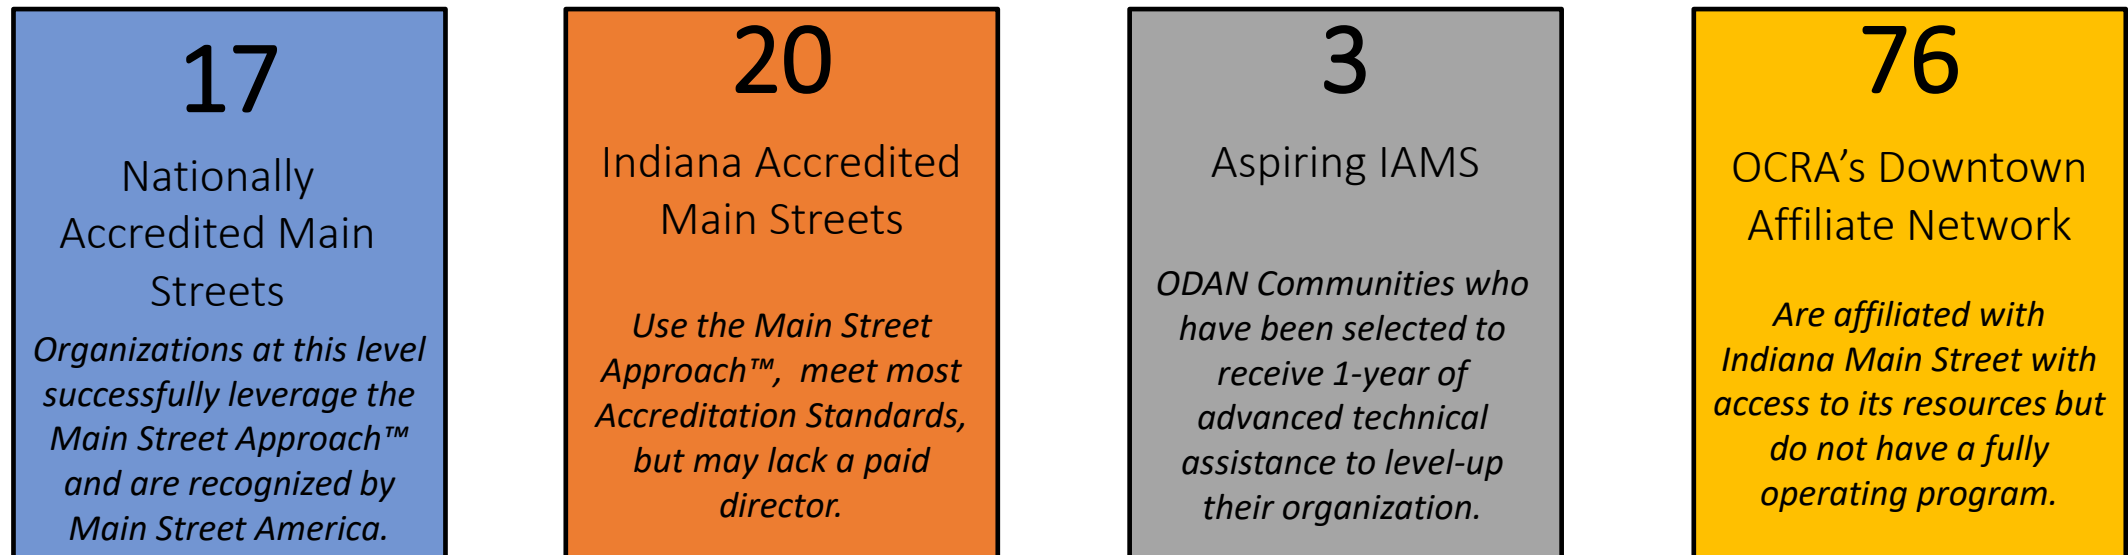 17
Nationally
Accredited Main
Streets
Organizations at this level
successfully leverage the
Main Street Approach™
and are recognized by
Main Street America.
20
Indiana Accredited
Main Streets
Use the Main Street
Approach™, meet most
Accreditation Standards,
but may lack a paid
director.
3
Aspiring IAMS
ODAN Communities who
have been selected to
receive 1-year of
advanced technical
assistance to level-up
their organization.
76
OCRA’s Downtown
Affiliate Network
Are affiliated with
Indiana Main Street with
access to its resources but
do not have a fully
operating program.